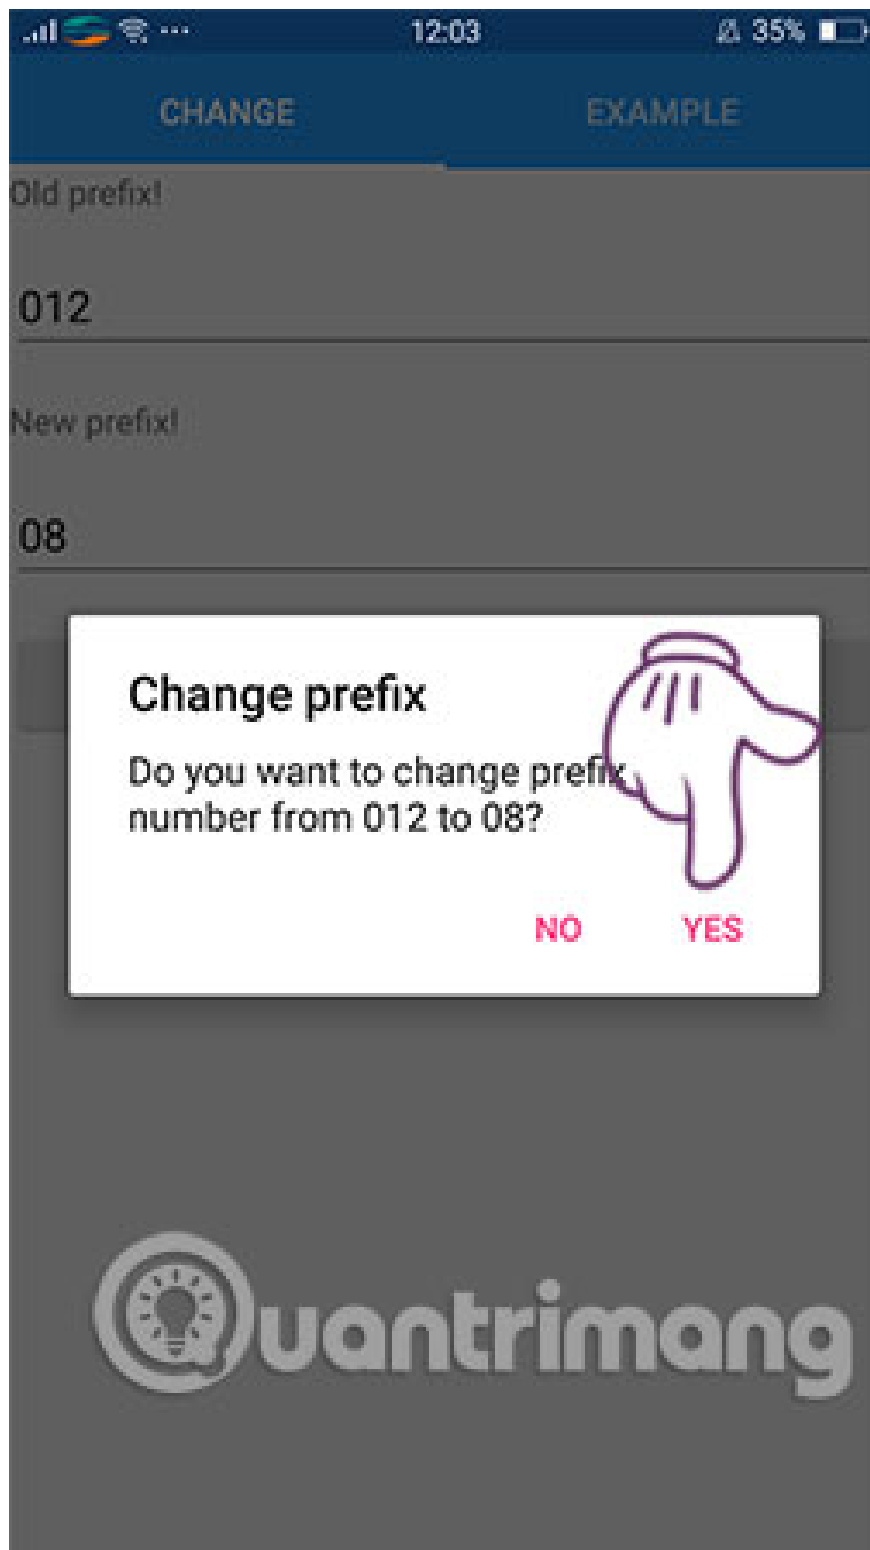 12:03
35%
CHANGE
EXAMPLE
Old prefix!
012
New prefix!
08
Change prefix
Do you want to change prefix
number from 012 to 08?
NO
YES
Quantrimang